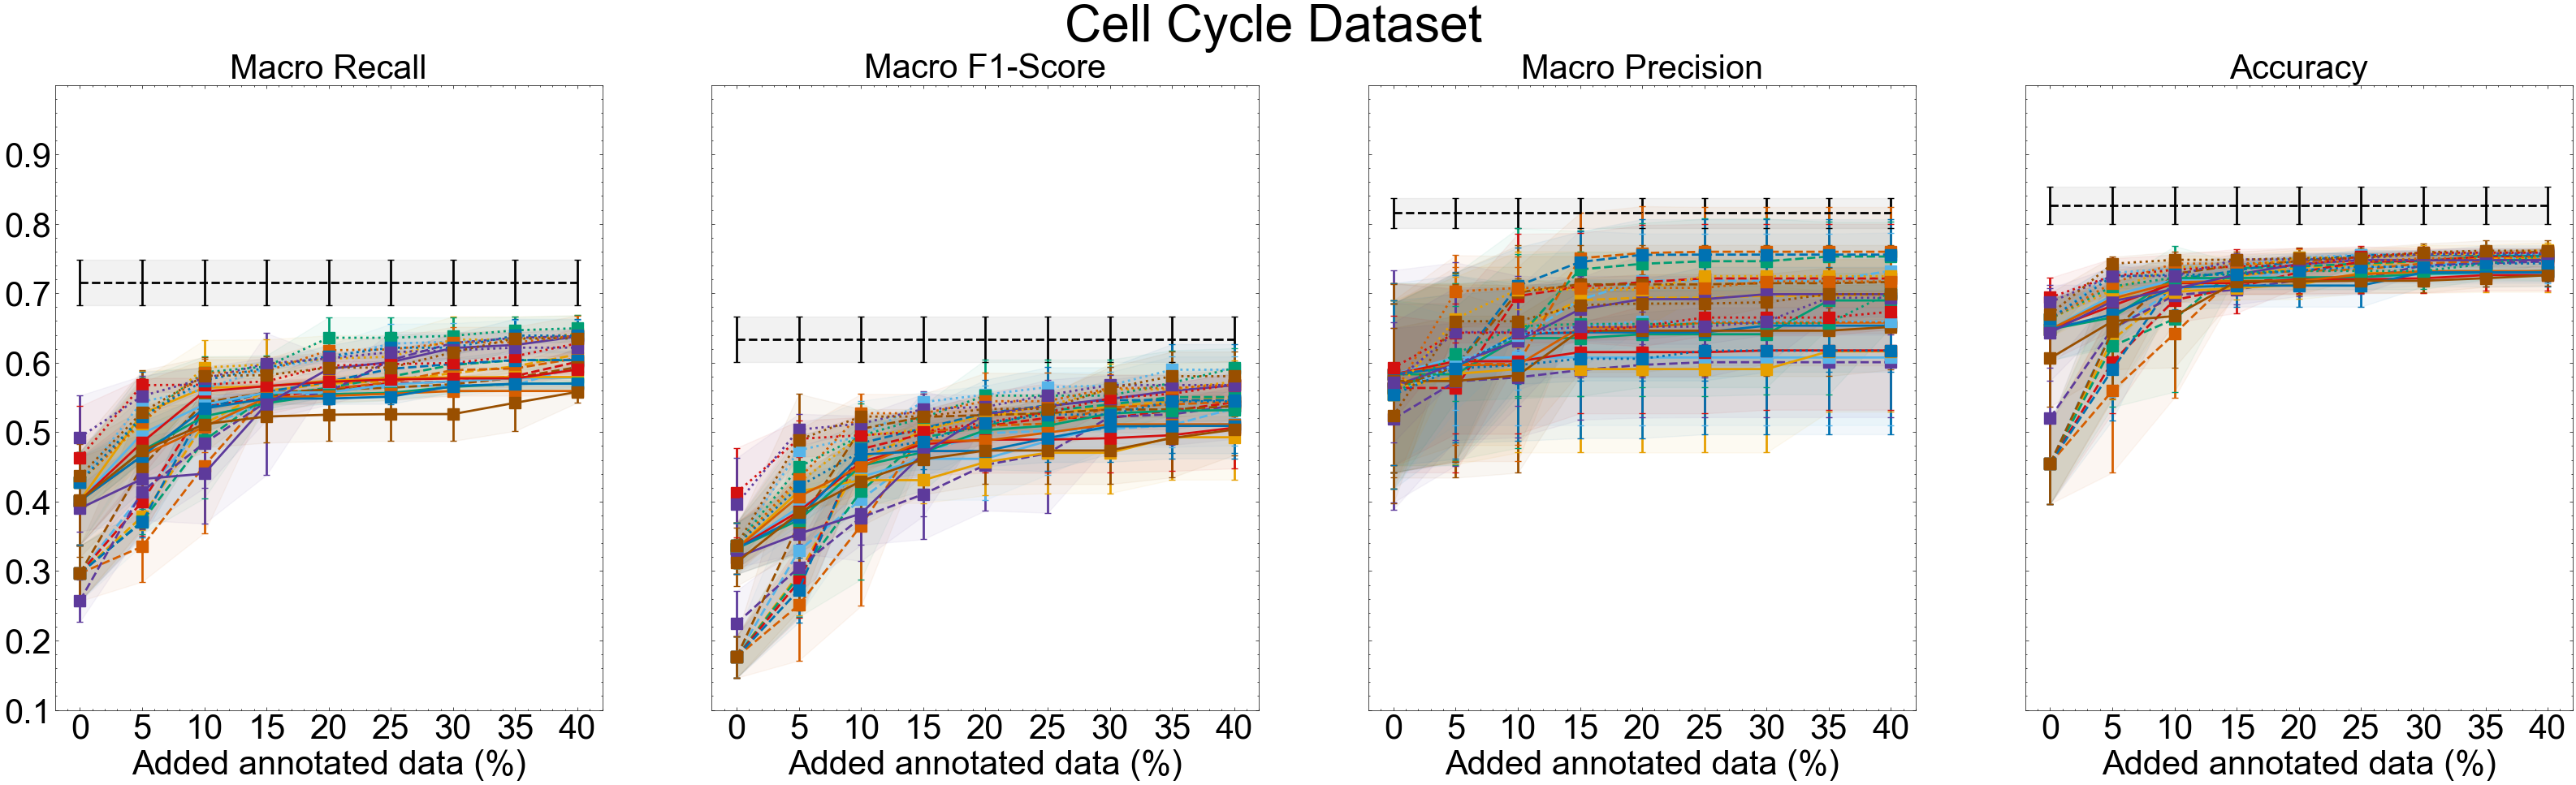 Cell Cycle Dataset
Macro Recall
Macro F1-Score
Macro Precision
Accuracy
0.9
0.8
0.7
0.6
0.5
0.4
0.3
0.2
0.1
0 5 10 15 20 25 30 35 40
0 5 10 15 20 25 30 35 40
0 5 10 15 20 25 30 35 40
0 5 10 15 20 25 30 35 40
Added annotated data (%)
Added annotated data (%)
Added annotated data (%)
Added annotated data (%)